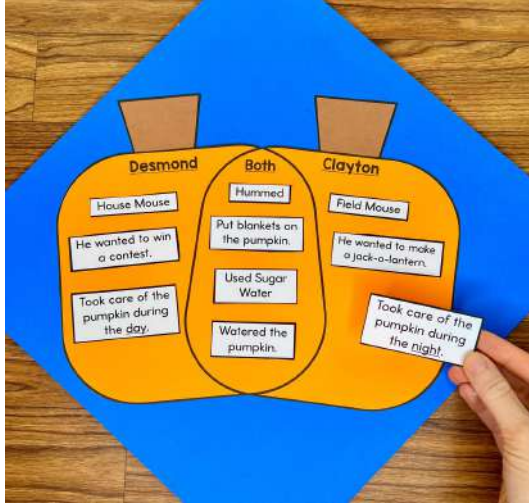 Desmond
Both
Clayton
House Mouse
He wanted to win
a contest.
Took care of the
pumpkin during
the day.
Hummed
Put blankets on
the pumpkin.
Used Sugar
Water
Watered the
pumpkin.
Field Mouse
He wanted to make
a jack-o-lantern.
Took care of the
pumpkin during
the night.